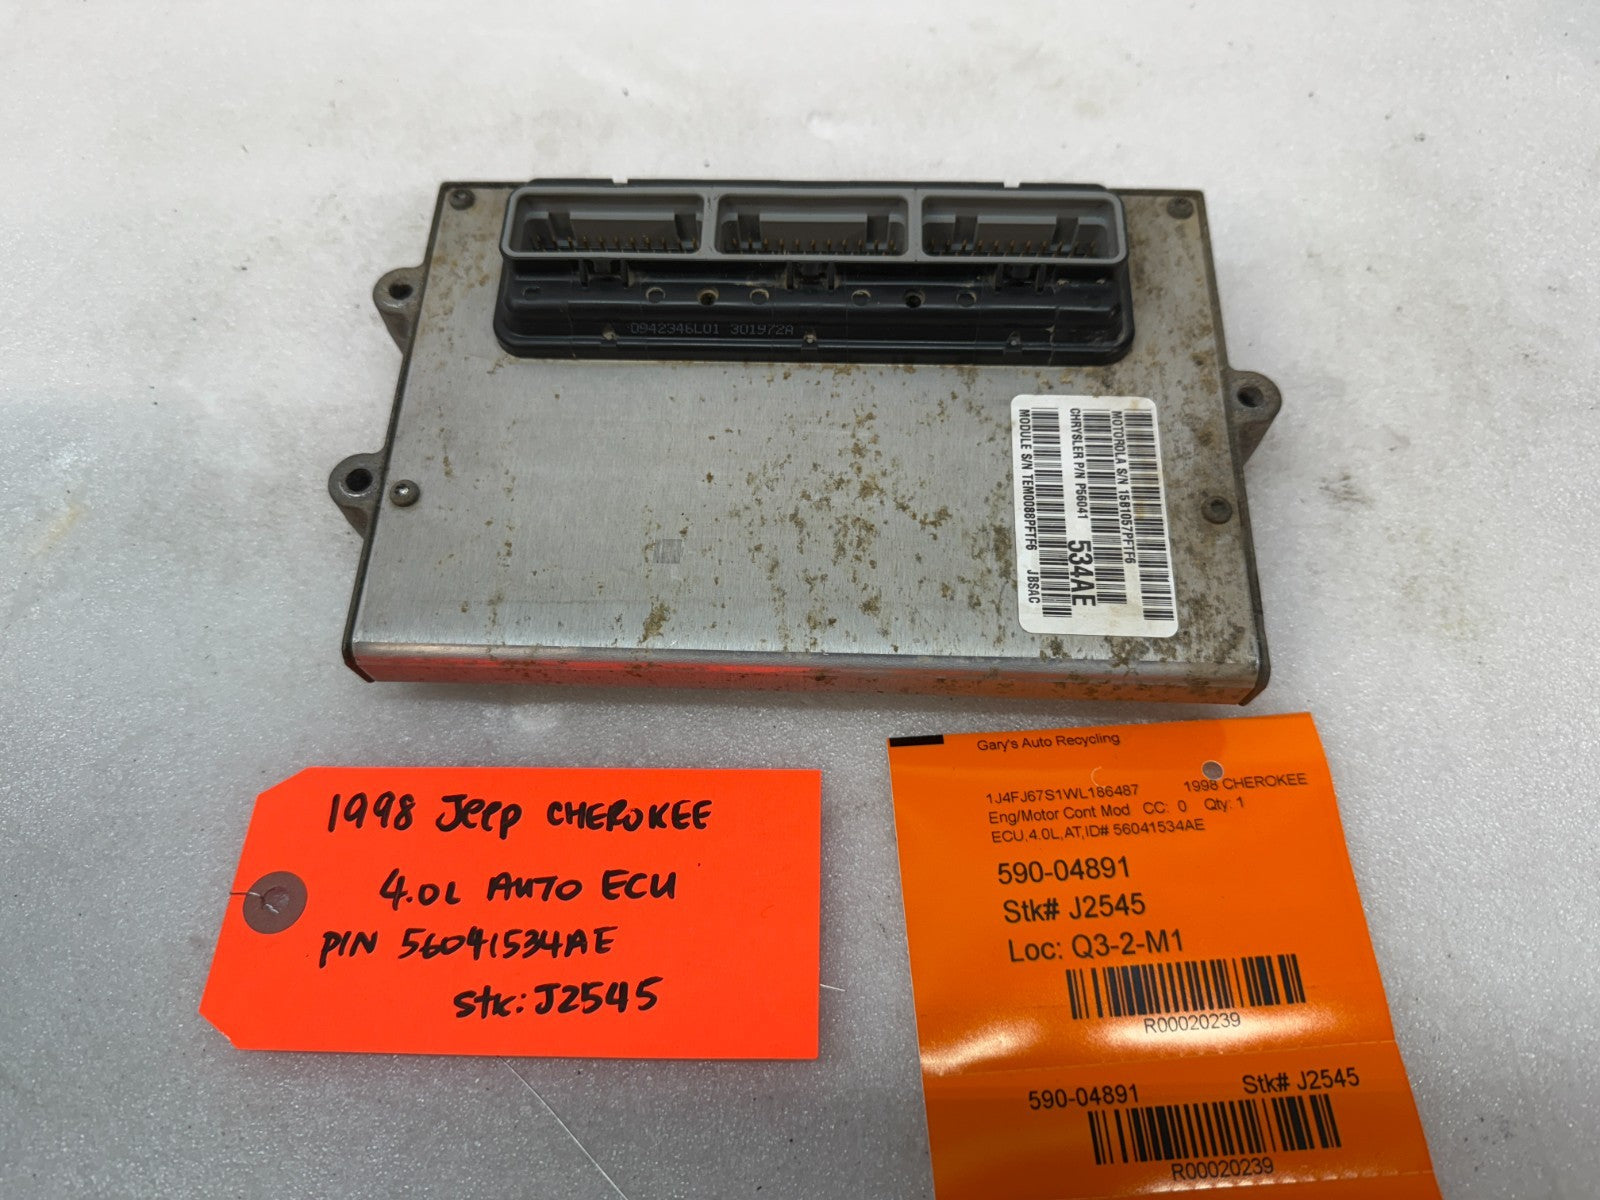 0942346L01 301972A
MOTOROLA S/N 15B1057PFTF6
CHRYSLER P/N P56041 534AE
MODULE S/N TEM0088PFTF6 JBSAC
1998 Jeep CHEROKEE
4.0L AUTO ECU
P/N 56041534AE
Stk: J2545
Gary's Auto Recycling
1J4FJ67S1WL186487 1998 CHEROKEE
Eng/Motor Cont Mod CC: 0 Qty: 1
ECU,4.0L,AT,ID# 56041534AE
590-04891
Stk# J2545
Loc: Q3-2-M1
R00020239
590-04891 Stk# J2545
R00020239